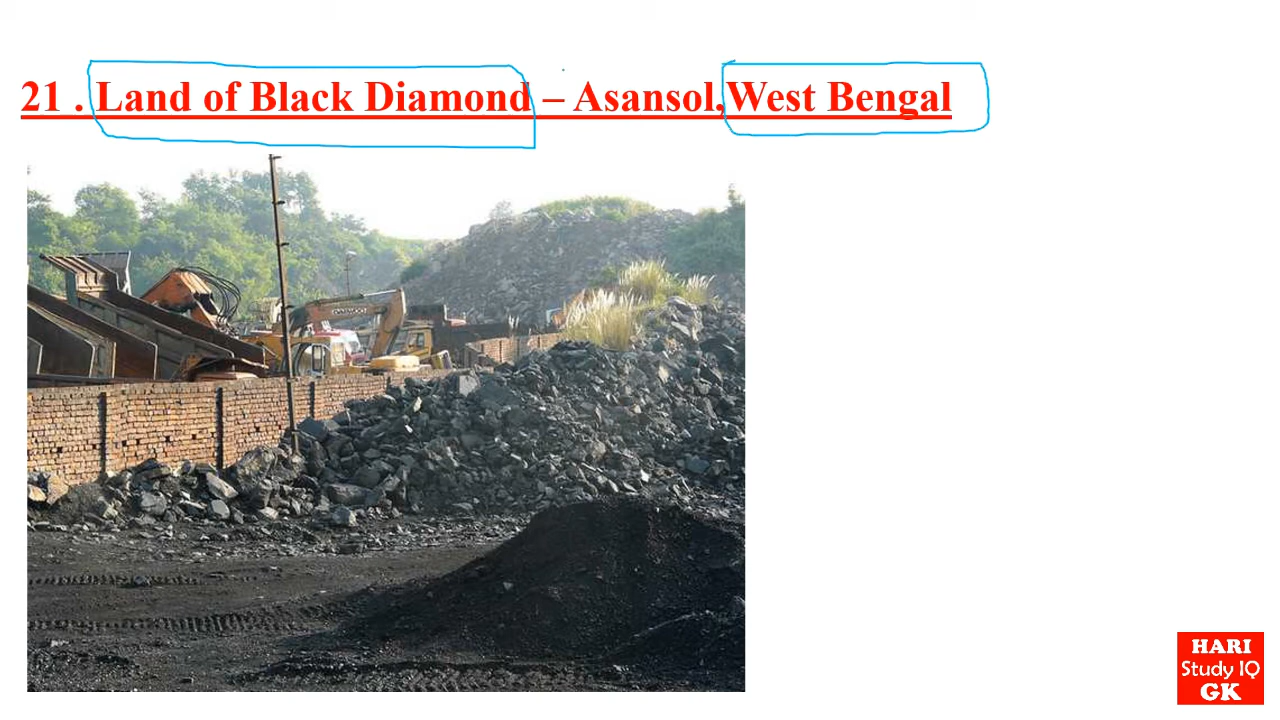 21 . Land of Black Diamond – Asansol,West Bengal
HARI
Study IQ
GK